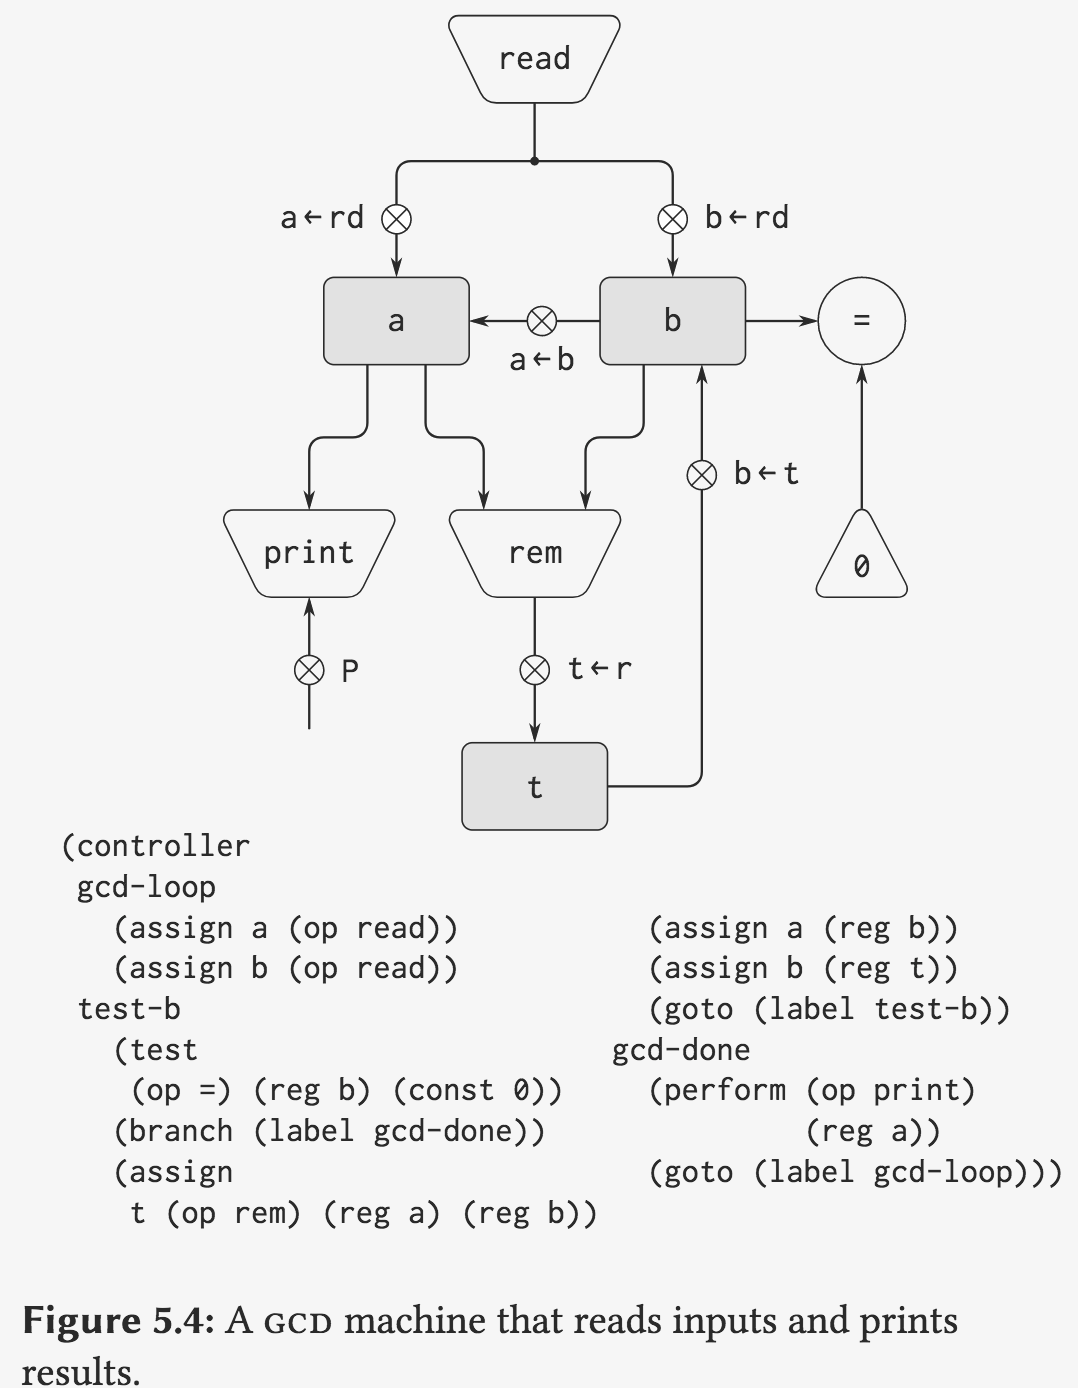 read
a←rd
b←rd
a
b
=
a←b
b←t
print
rem
0
P
t←r
t
(controller
gcd-loop
(assign a (op read))
(assign b (op read))
test-b
(test
(op =) (reg b) (const 0))
(branch (label gcd-done))
(assign
t (op rem) (reg a) (reg b))
(assign a (reg b))
(assign b (reg t))
(goto (label test-b))
gcd-done
(perform (op print)
(reg a))
(goto (label gcd-loop)))
Figure 5.4: A GCD machine that reads inputs and prints
results.